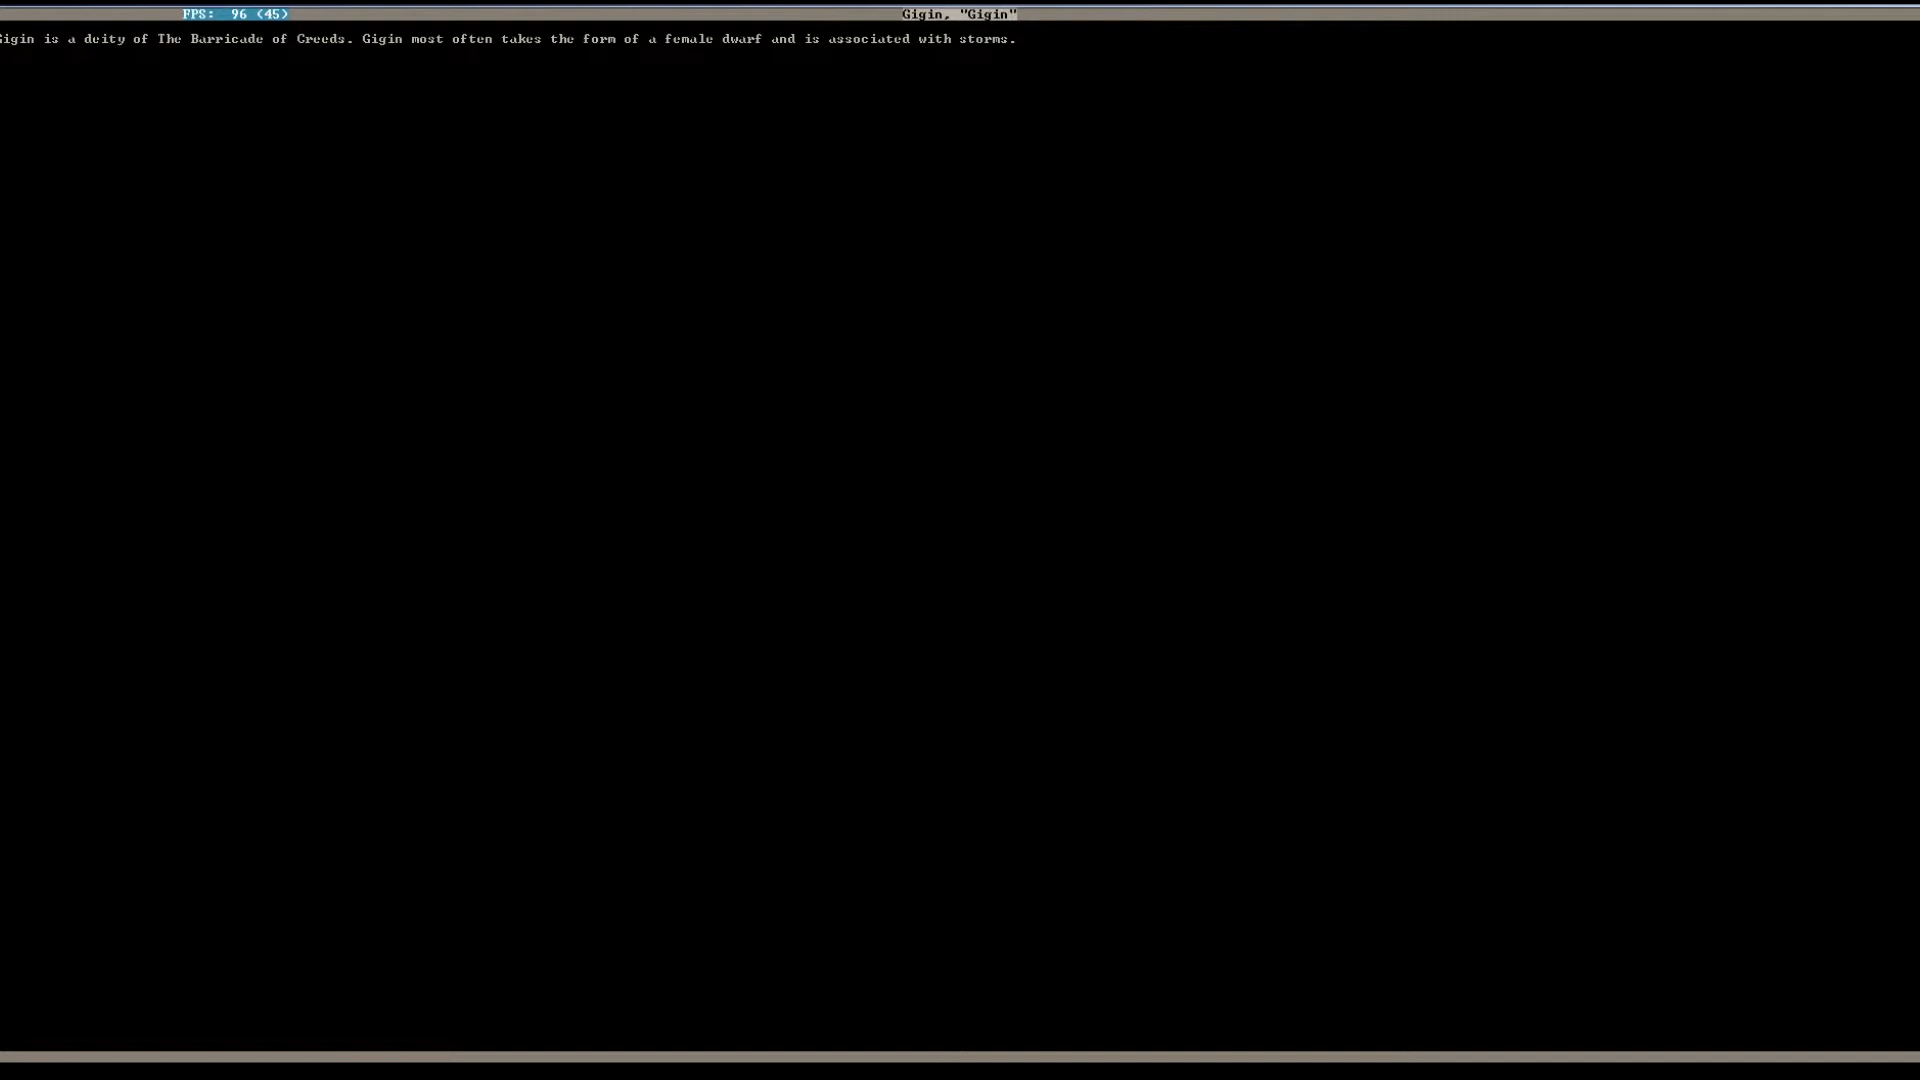 FPS: 96 (45) Gigin, "Gigin"
Gigin is a deity of The Barricade of Creeds. Gigin most often takes the form of a female dwarf and is associated with storms.